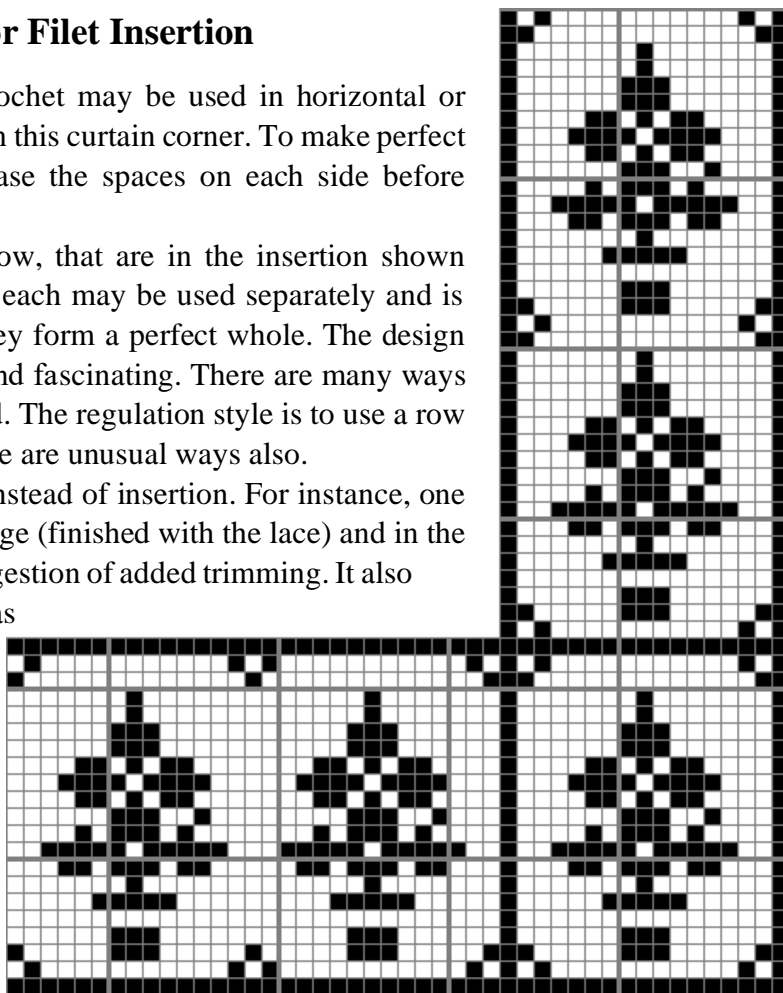 or Filet Insertion
ochet may be used in horizontal or
n this curtain corner. To make perfect
ase the spaces on each side before
ow, that are in the insertion shown
each may be used separately and is
ey form a perfect whole. The design
nd fascinating. There are many ways
d. The regulation style is to use a row
e are unusual ways also.
nstead of insertion. For instance, one
ge (finished with the lace) and in the
gestion of added trimming. It also
as